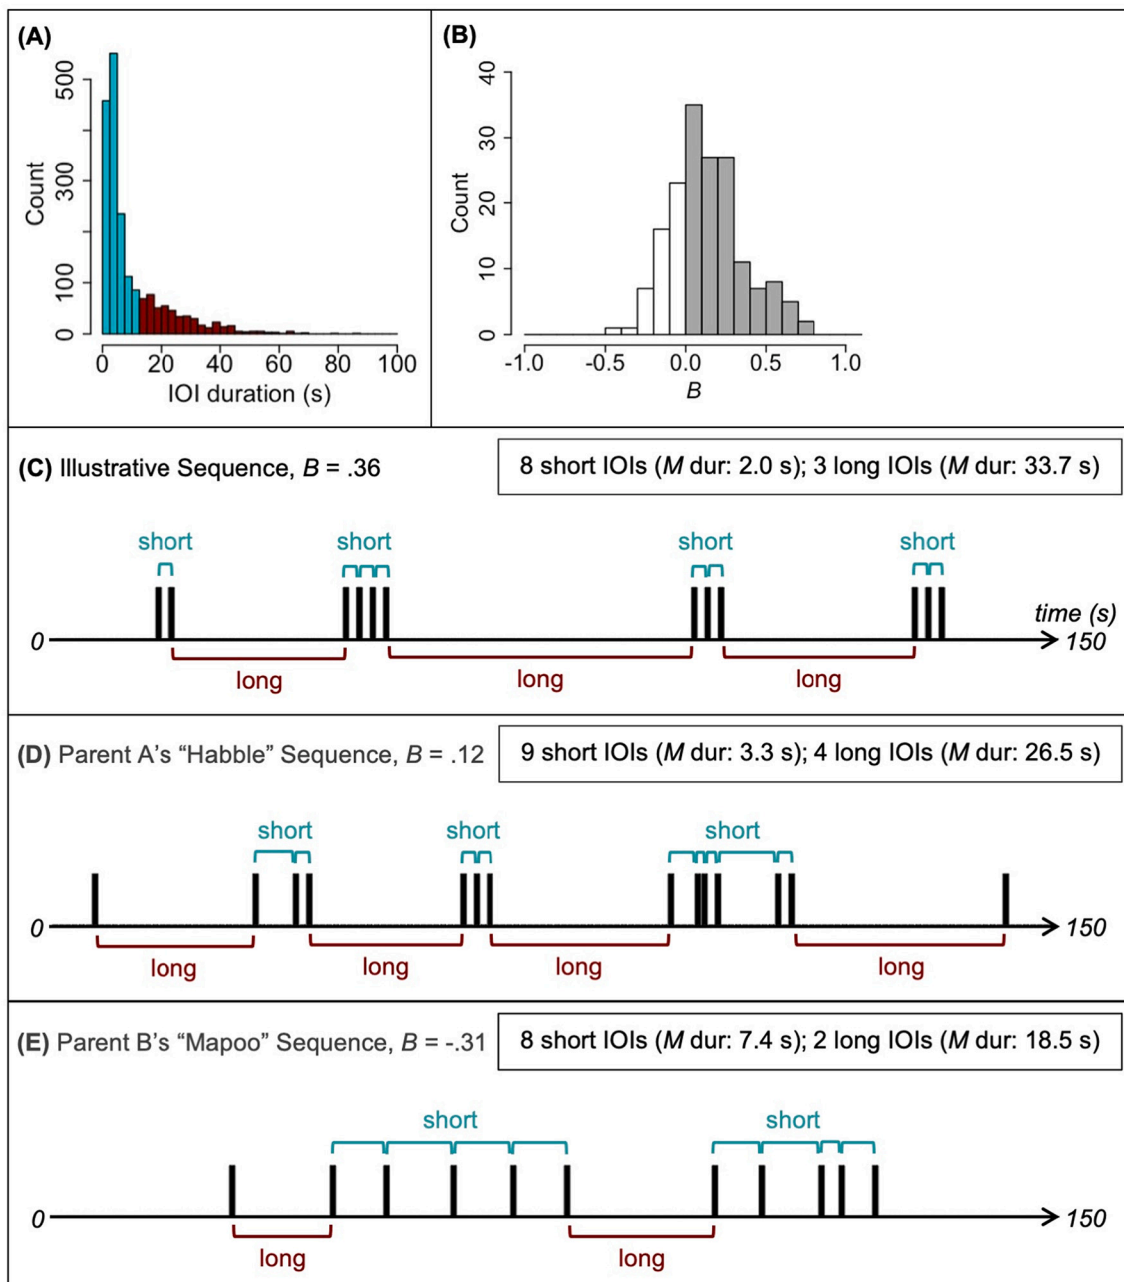 (A)
Count
500
300
100
0
0 20 40 60 80 100
IOI duration (s)
(B)
Count
40
30
20
10
0
-1.0 -0.5 0.0 0.5 1.0
B
(C) Illustrative Sequence, B = .36
8 short IOIs (M dur: 2.0 s); 3 long IOIs (M dur: 33.7 s)
short short short short
time (s)
0 150
long long long
(D) Parent A’s “Habble” Sequence, B = .12
9 short IOIs (M dur: 3.3 s); 4 long IOIs (M dur: 26.5 s)
short short short
0 150
long long long long
(E) Parent B’s “Mapoo” Sequence, B = -.31
8 short IOIs (M dur: 7.4 s); 2 long IOIs (M dur: 18.5 s)
short short
0 150
long long